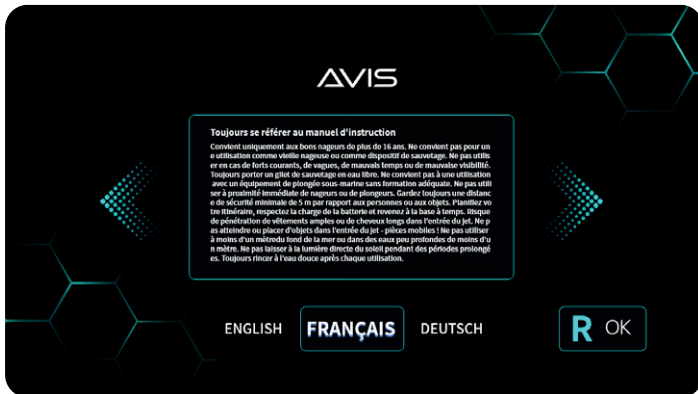 AVIS
Toujours se référer au manuel d'instruction
Convient uniquement aux bons nageurs de plus de 16 ans. Ne convient pas pour un
e utilisation comme vieille nageuse ou comme dispositif de sauvetage. Ne pas utilis
er en cas de forts courants, de vagues, de mauvais temps ou de mauvaise visibilité.
Toujours porter un gilet de sauvetage en eau libre. Ne convient pas à une utilisation
avec un équipement de plongée sous-marine sans formation adéquate. Ne pas utili
ser à proximité immédiate de nageurs ou de plongeurs. Gardez toujours une distanc
e de sécurité minimale de 5 m par rapport aux personnes ou aux objets. Planifiez vo
tre itinéraire, respectez la charge de la batterie et revenez à la base à temps. Risque
de pénétration de vêtements amples ou de cheveux longs dans l'entrée du jet. Ne p
as atteindre ou placer d'objets dans l'entrée du jet - pièces mobiles ! Ne pas utiliser
à moins d'un mètredu fond de la mer ou dans des eaux peu profondes de moins d'u
n mètre. Ne pas laisser à la lumière directe du soleil pendant des périodes prolongé
es. Toujours rincer à l'eau douce après chaque utilisation.
ENGLISH FRANÇAIS DEUTSCH R OK